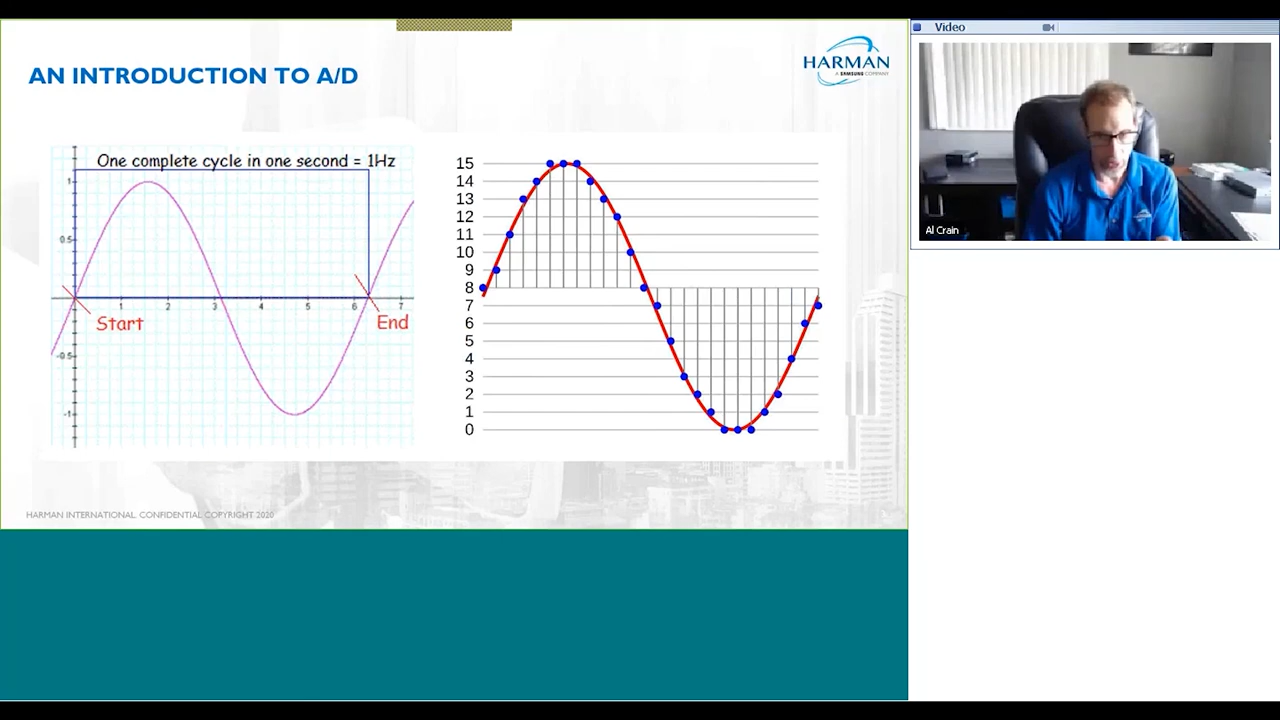 AN INTRODUCTION TO A/D
HARMAN
A SAMSUNG COMPANY
One complete cycle in one second = 1Hz
1
0.5
1 2 3 4 5 6 7
Start
End
-0.5
-1
15
14
13
12
11
10
9
8
7
6
5
4
3
2
1
0
HARMAN INTERNATIONAL. CONFIDENTIAL. COPYRIGHT 2020
Video
Al Crain